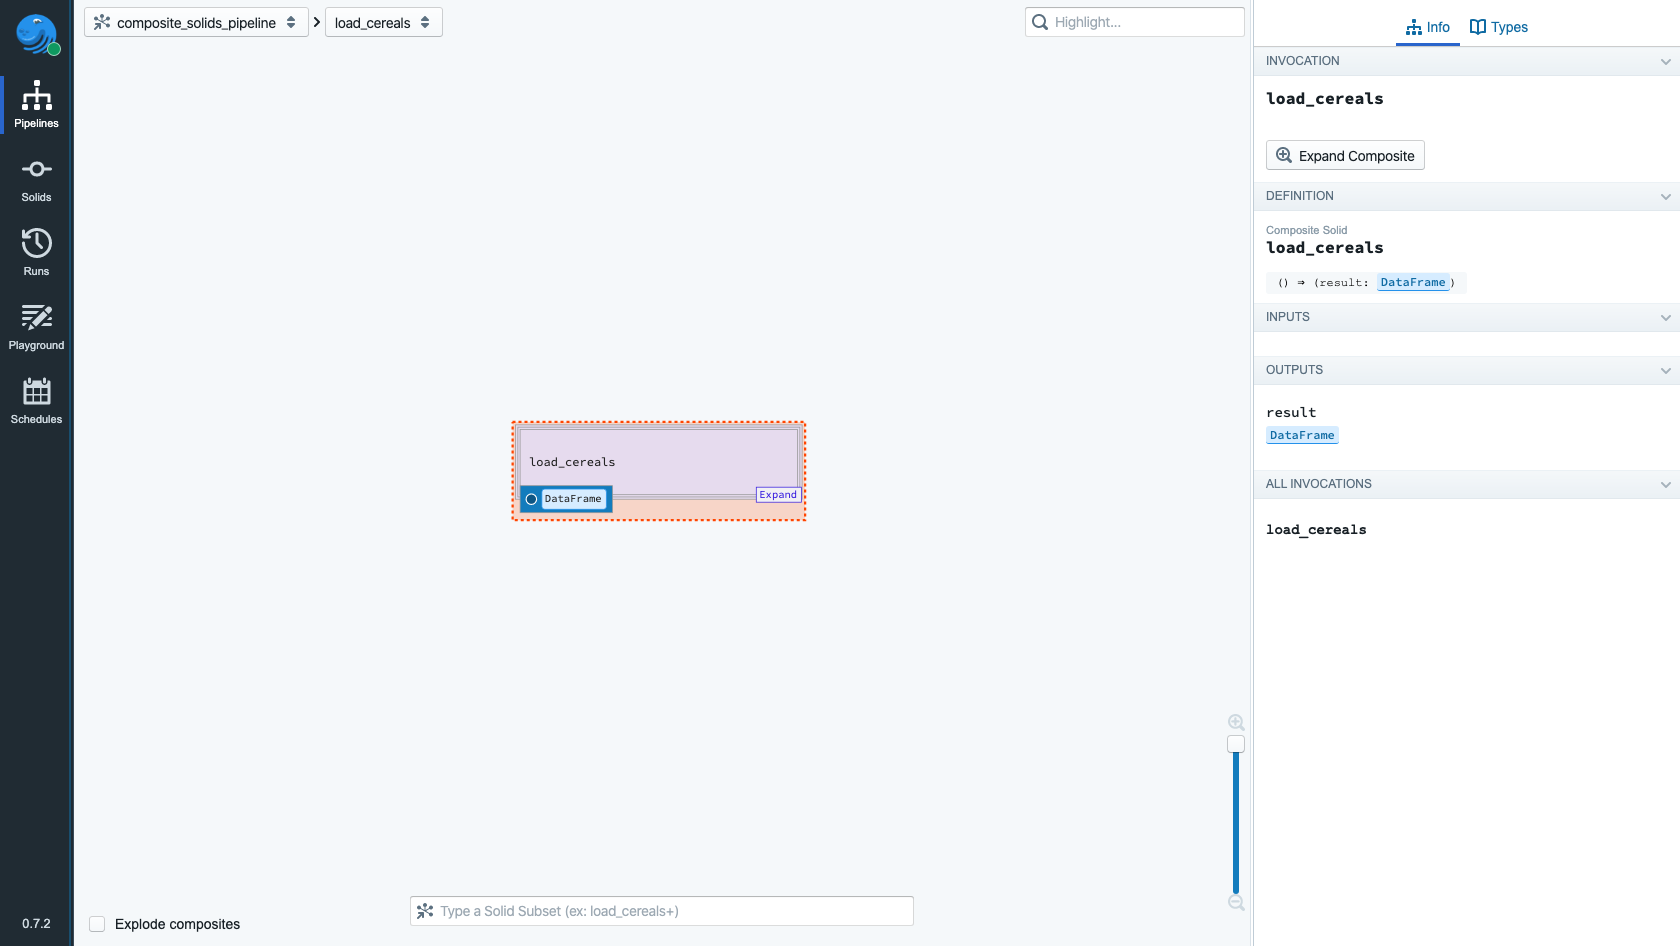 composite_solids_pipeline
load_cereals
Highlight...
Info
Types
Pipelines
Solids
Runs
Playground
Schedules
0.7.2
load_cereals
DataFrame
Expand
Explode composites
Type a Solid Subset (ex: load_cereals+)
INVOCATION
load_cereals
Expand Composite
DEFINITION
Composite Solid
load_cereals
() ⇒ (result: DataFrame)
INPUTS
OUTPUTS
result
DataFrame
ALL INVOCATIONS
load_cereals